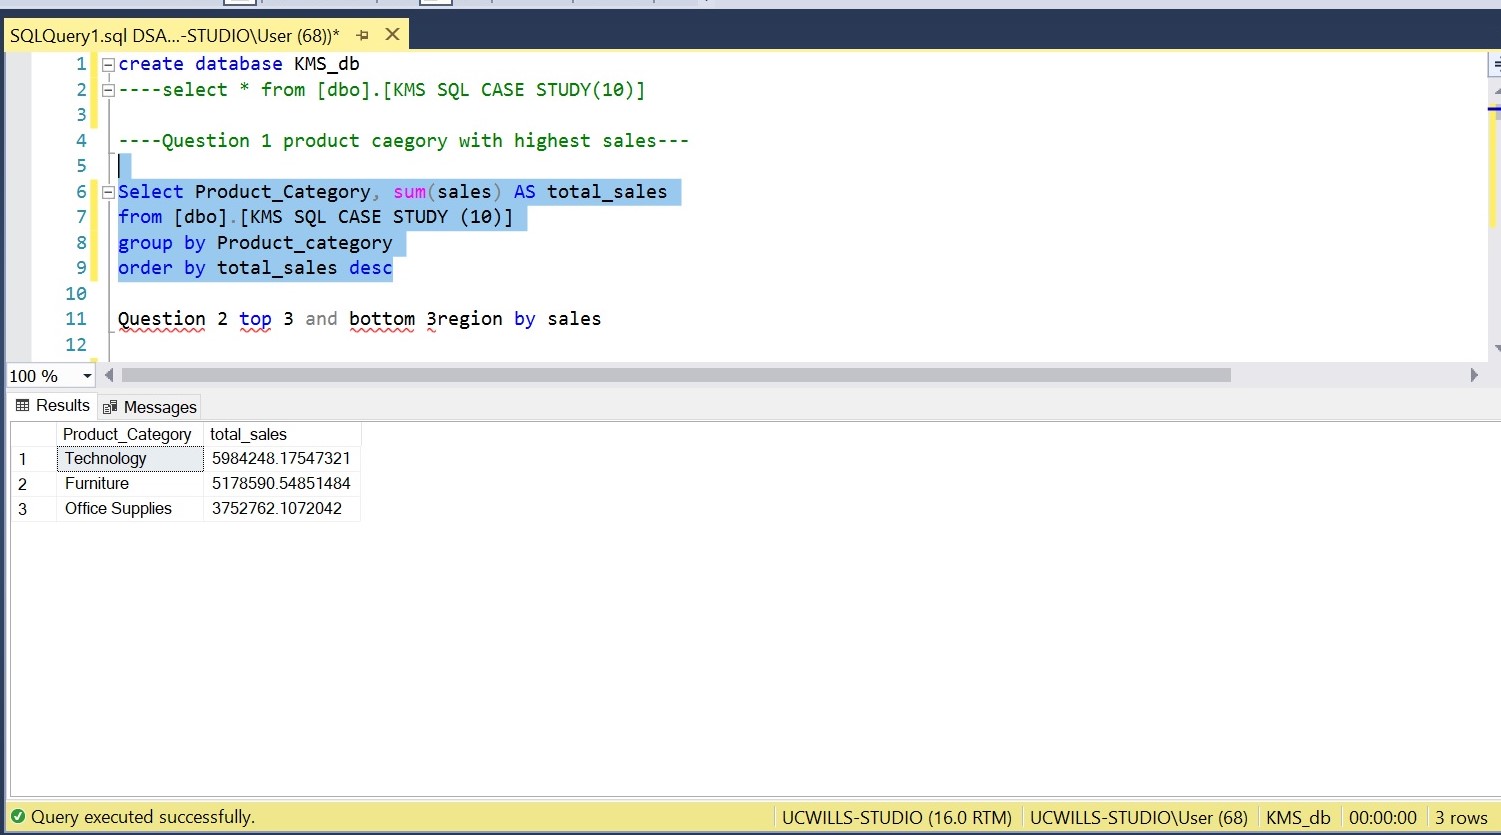 SQLQuery1.sql DSA...-STUDIO\User (68))*
1 create database KMS_db
2 ----select * from [dbo].[KMS SQL CASE STUDY(10)]
3
4 ----Question 1 product caegory with highest sales---
5
6 Select Product_Category, sum(sales) AS total_sales
7 from [dbo].[KMS SQL CASE STUDY (10)]
8 group by Product_category
9 order by total_sales desc
10
11 Question 2 top 3 and bottom 3region by sales
12
100 %
Results Messages
Product_Category total_sales
1 Technology 5984248.17547321
2 Furniture 5178590.54851484
3 Office Supplies 3752762.1072042
Query executed successfully. UCWILLS-STUDIO (16.0 RTM) UCWILLS-STUDIO\User (68) KMS_db 00:00:00 3 rows